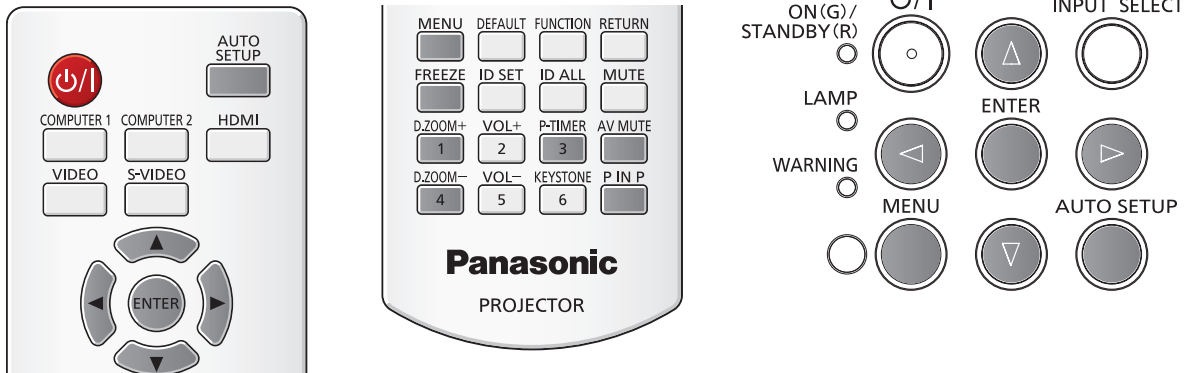 AUTO
SETUP
COMPUTER 1 COMPUTER 2 HDMI
VIDEO S-VIDEO
ENTER
MENU DEFAULT FUNCTION RETURN
FREEZE ID SET ID ALL MUTE
D.ZOOM+ VOL+ P-TIMER AV MUTE
1 2 3
D.ZOOM− VOL− KEYSTONE P IN P
4 5 6
Panasonic
PROJECTOR
ON(G)/
STANDBY(R)
INPUT SELECT
LAMP
ENTER
WARNING
MENU
AUTO SETUP